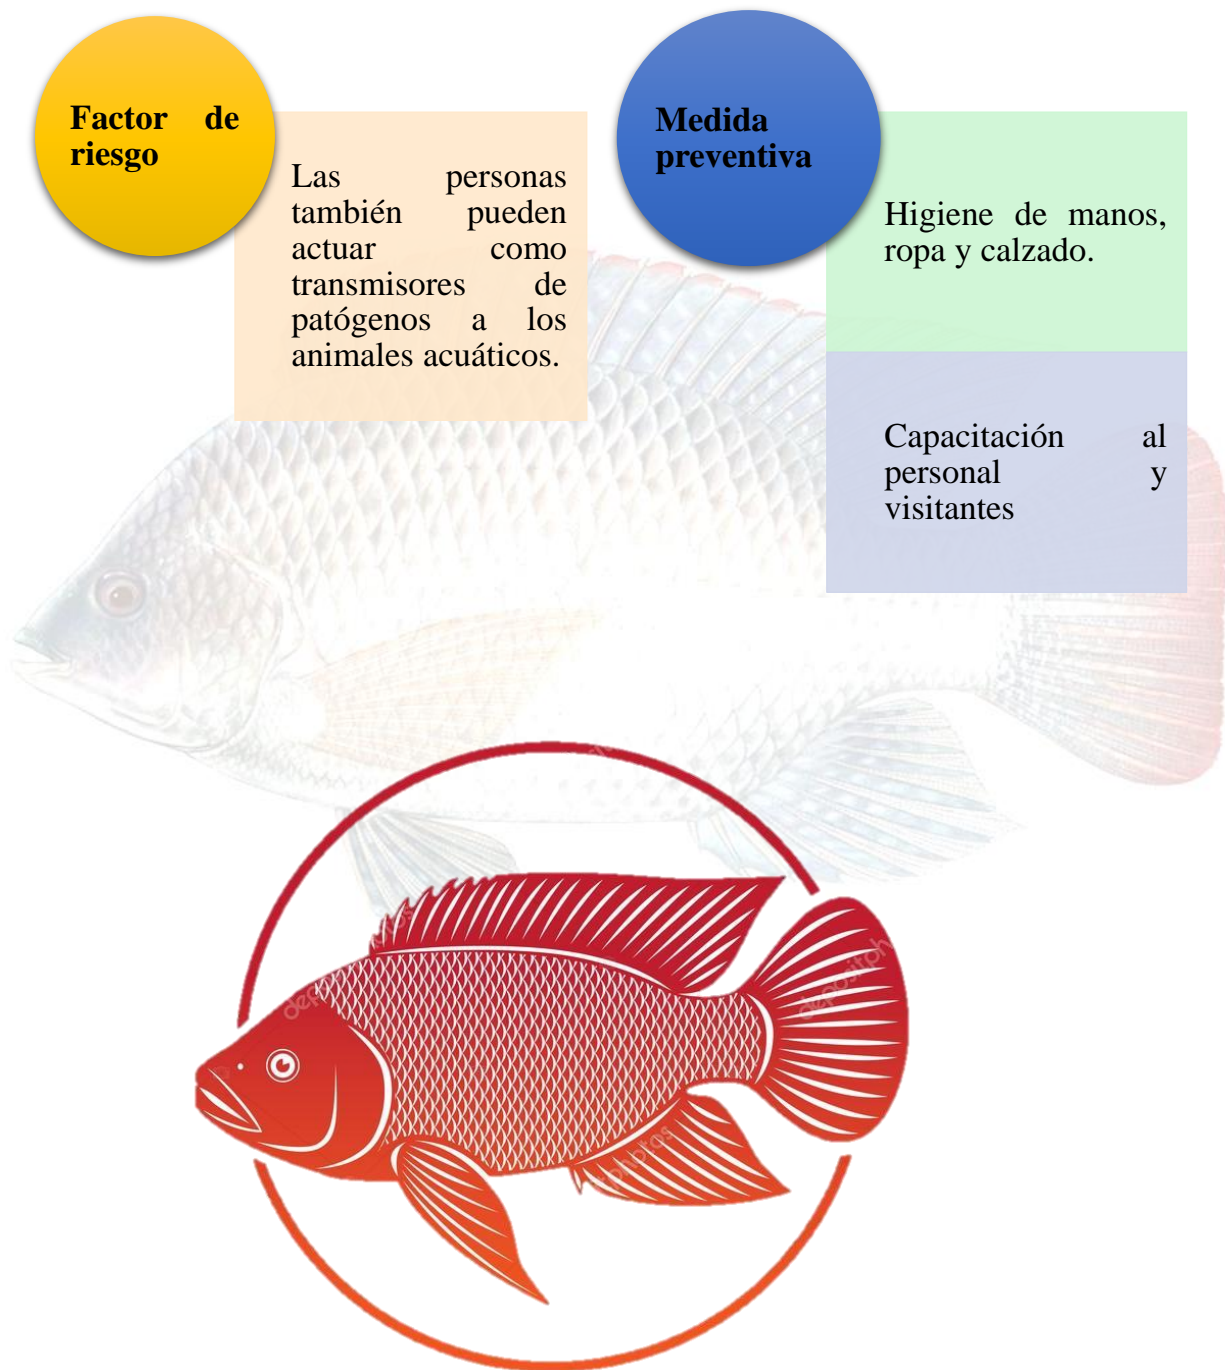 Factor de
riesgo
Las personas
también pueden
actuar como
transmisores de
patógenos a los
animales acuáticos.
Medida
preventiva
Higiene de manos,
ropa y calzado.
Capacitación al
personal y
visitantes
depositph